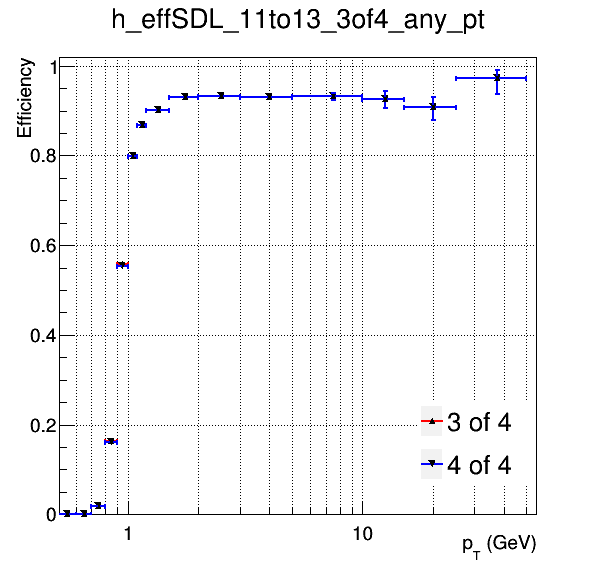 h_effSDL_11to13_3of4_any_pt
Efficiency
1
0.8
0.6
0.4
0.2
0
3 of 4
4 of 4
1
10
p_T (GeV)